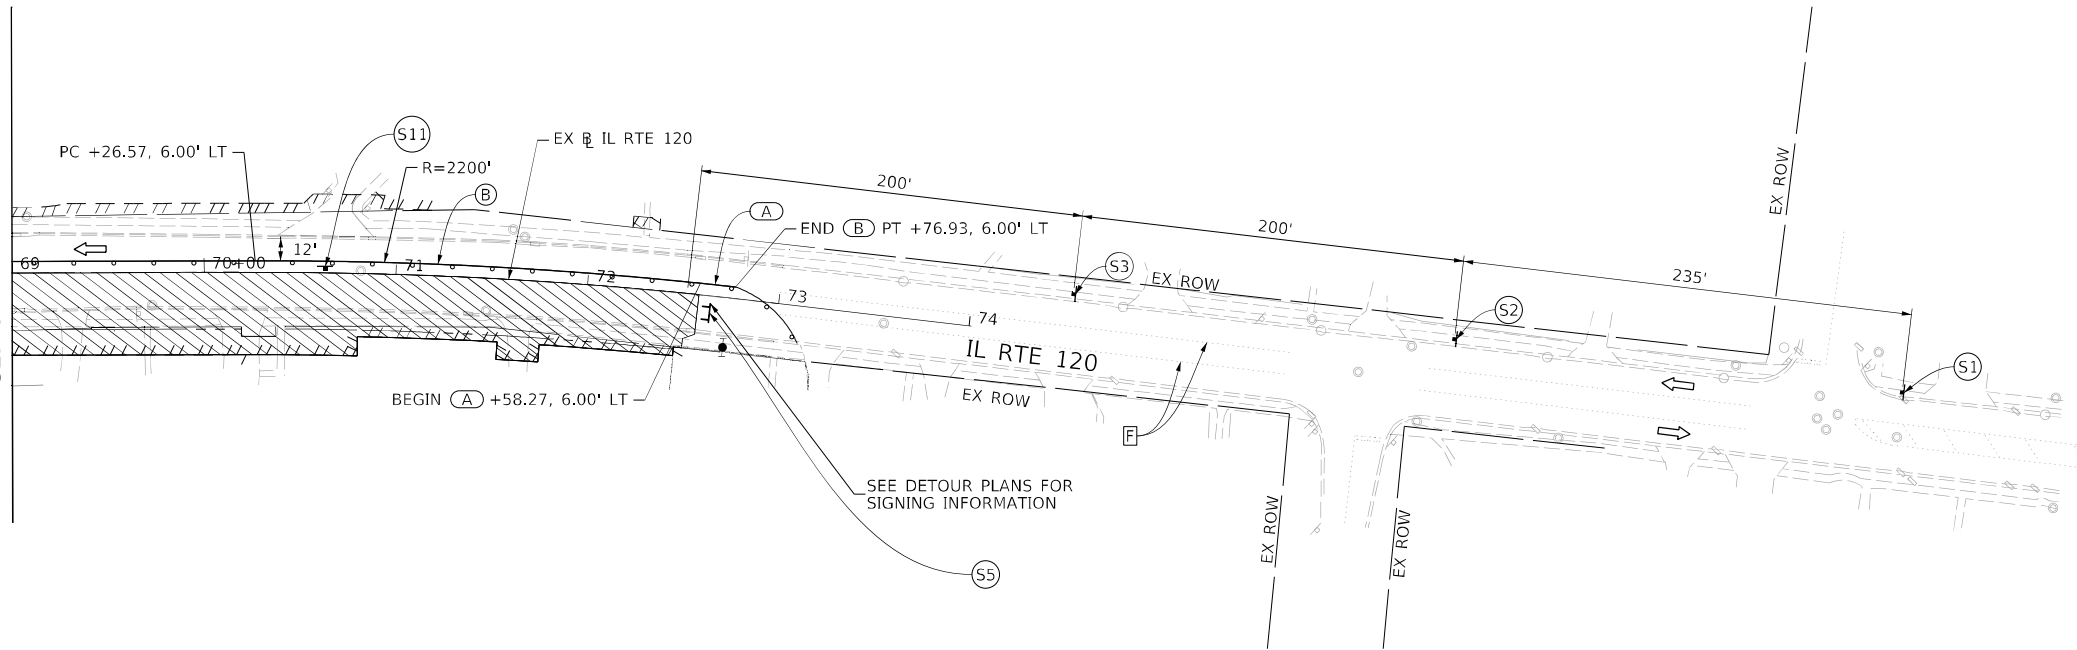 S11
EX BL IL RTE 120
PC +26.57, 6.00' LT
R=2200'
B
200'
A
END B PT +76.93, 6.00' LT
200'
EX ROW
12'
69
70+00
71
72
73
74
S3
EX ROW
235'
S2
IL RTE 120
S1
BEGIN A +58.27, 6.00' LT
EX ROW
F
SEE DETOUR PLANS FOR
SIGNING INFORMATION
EX ROW
EX ROW
S5